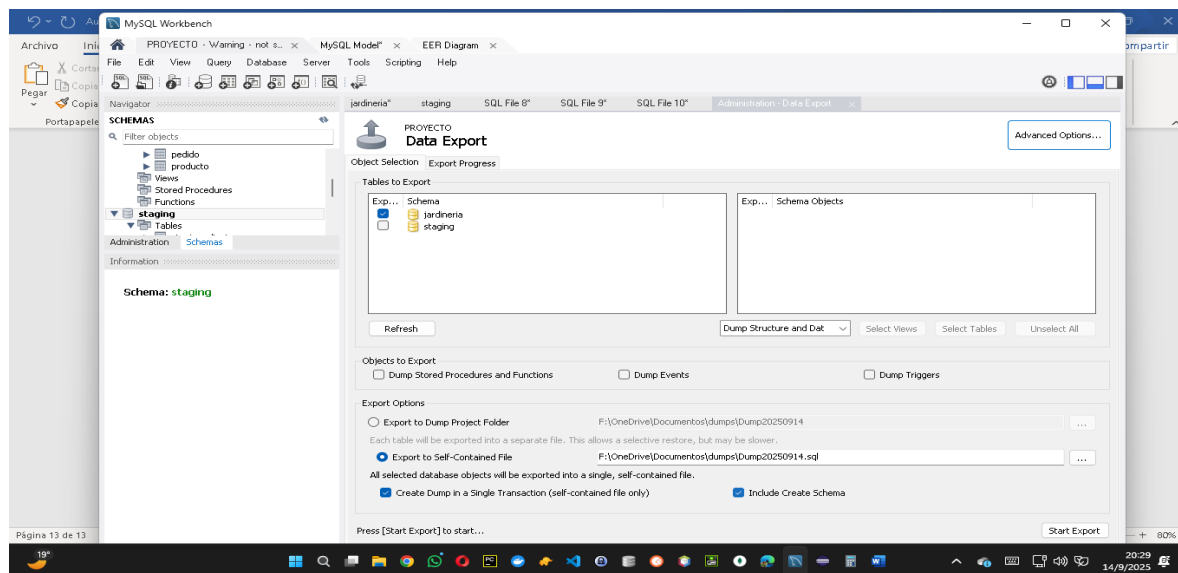 Au
MySQL Workbench
Archivo
Ini
PROYECTO - Warning - not s...
MySQL Model*
EER Diagram
ompartir
File Edit View Query Database Server Tools Scripting Help
Pegar
Corta
Copia
Copia
Portapapele
Navigator
SCHEMAS
Filter objects
pedido
producto
Views
Stored Procedures
Functions
staging
Tables
Administration Schemas
Information
Schema: staging
jardineria* staging SQL File 8* SQL File 9* SQL File 10* Administration - Data Export
PROYECTO
Data Export
Advanced Options...
Object Selection Export Progress
Tables to Export
Exp... Schema
jardineria
staging
Exp... Schema Objects
Refresh
Dump Structure and Dat
Select Views
Select Tables
Unselect All
Objects to Export
Dump Stored Procedures and Functions
Dump Events
Dump Triggers
Export Options
Export to Dump Project Folder
F:\OneDrive\Documentos\dumps\Dump20250914
...
Each table will be exported into a separate file. This allows a selective restore, but may be slower.
Export to Self-Contained File
F:\OneDrive\Documentos\dumps\Dump20250914.sql
...
All selected database objects will be exported into a single, self-contained file.
Create Dump in a Single Transaction (self-contained file only)
Include Create Schema
Press [Start Export] to start...
Start Export
Página 13 de 13
80%
19°
PC
20:29
14/9/2025